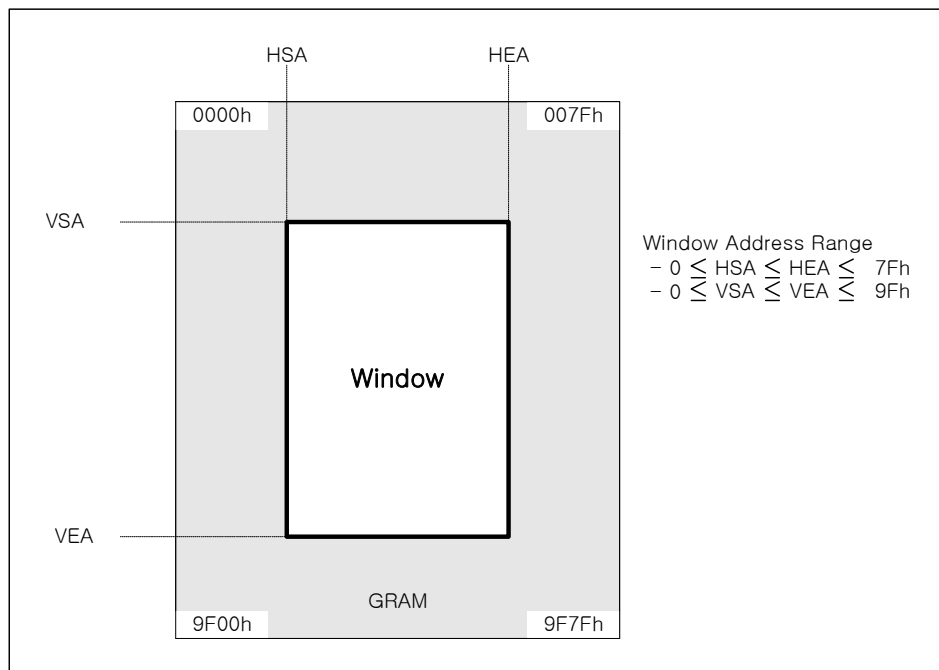 HSA HEA
0000h 007Fh
VSA
Window Address Range
- 0 ≤ HSA ≤ HEA ≤ 7Fh
- 0 ≤ VSA ≤ VEA ≤ 9Fh
Window
VEA
GRAM
9F00h 9F7Fh